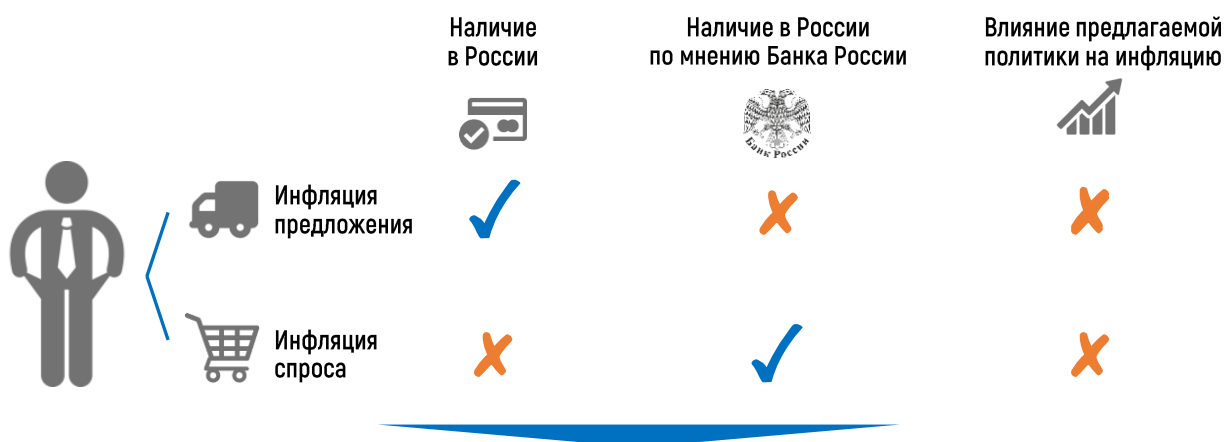 Наличие
в России
Наличие в России
по мнению Банка России
Влияние предлагаемой
политики на инфляцию
Банк России
Инфляция
предложения
Инфляция
спроса